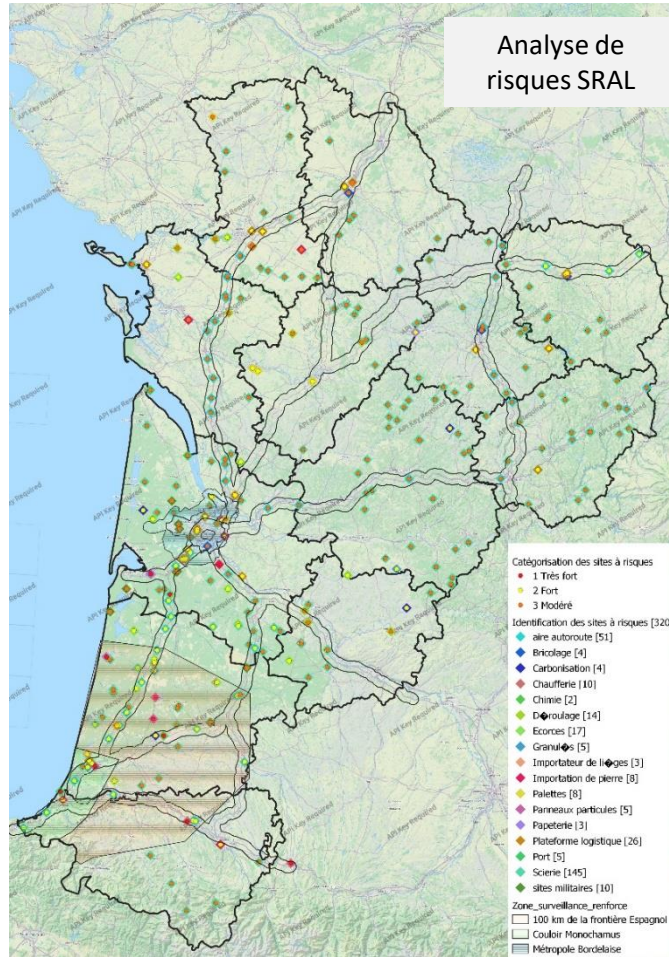 Analyse de
risques SRAL
API Key Required
Catégorisation des sites à risques
1 Très fort
2 Fort
3 Modéré
Identification des sites à risques [320
aire autoroute [51]
Bricolage [4]
Carbonisation [4]
Chaufferie [10]
Chimie [2]
D�roulage [14]
Ecorces [17]
Granul�s [5]
Importateur de li�ges [3]
Importation de pierre [8]
Palettes [8]
Panneaux particules [5]
Papeterie [3]
Plateforme logistique [26]
Port [5]
Scierie [145]
sites militaires [10]
Zone_surveillance_renforce
100 km de la frontière Espagnol
Couloir Monochamus
Métropole Bordelaise